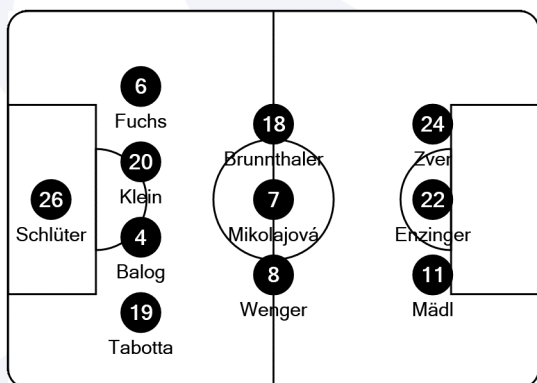 6
Fuchs
18
Brunnthaler
24
Zver
20
Klein
26
Schlüter
7
Mikolajová
22
Enzinger
4
Balog
8
Wenger
11
Mädl
19
Tabotta